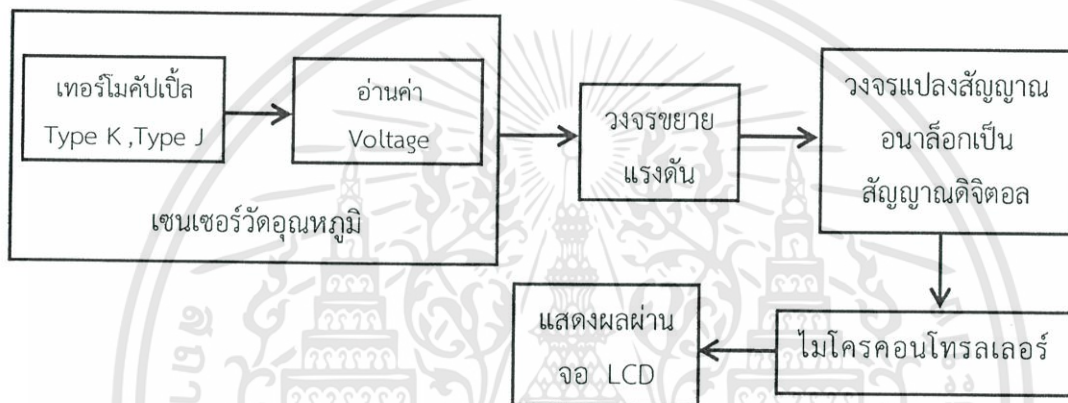 เทอร์โมคัปเปิ้ล
Type K ,Type J
อ่านค่า
Voltage
เซนเซอร์วัดอุณหภูมิ
วงจรขยาย
แรงดัน
วงจรแปลงสัญญาณ
อนาล็อกเป็น
สัญญาณดิจิตอล
ไมโครคอนโทรลเลอร์
แสดงผลผ่าน
จอ LCD